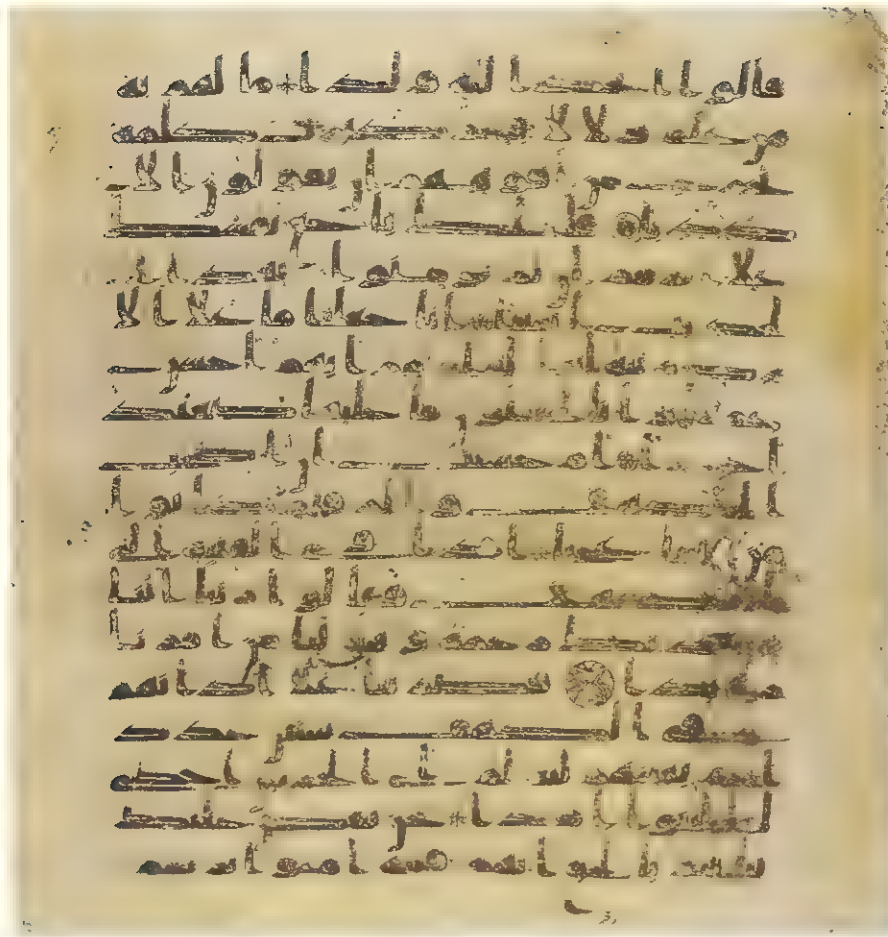 قالوا اتخذ الله ولدا * ما لهم به
من علم ولا لابائهم كبرت كلمة
تخرج من افوههم ان يقولون الا
كذبا فلعلك بخع نفسك
على اثرهم ان لم يومنوا بهذا ا
لحديث اسفا انا جعلنا ما على الا
رض زينة لها لنبلوهم ايهم احسن
عملا وانا لجعلون ما عليها صعيد
ا جرزا ام حسبت ان اصحب
الكهف والرقيم كانوا
من ايتنا عجبا اذ اوى الفتية الى
الكهف فقالوا ربنا اتنا
من لدنك رحمة وهيى لنا من امرنا
رشدا فضربنا على اذانهم
فى الكهف سنين عدد
ا ثم بعثنهم لنعلم اى الحزبين احصى
لما لبثوا امدا * نحن نقص عليك
نباهم بالحق انهم فتية امنوا بربهم